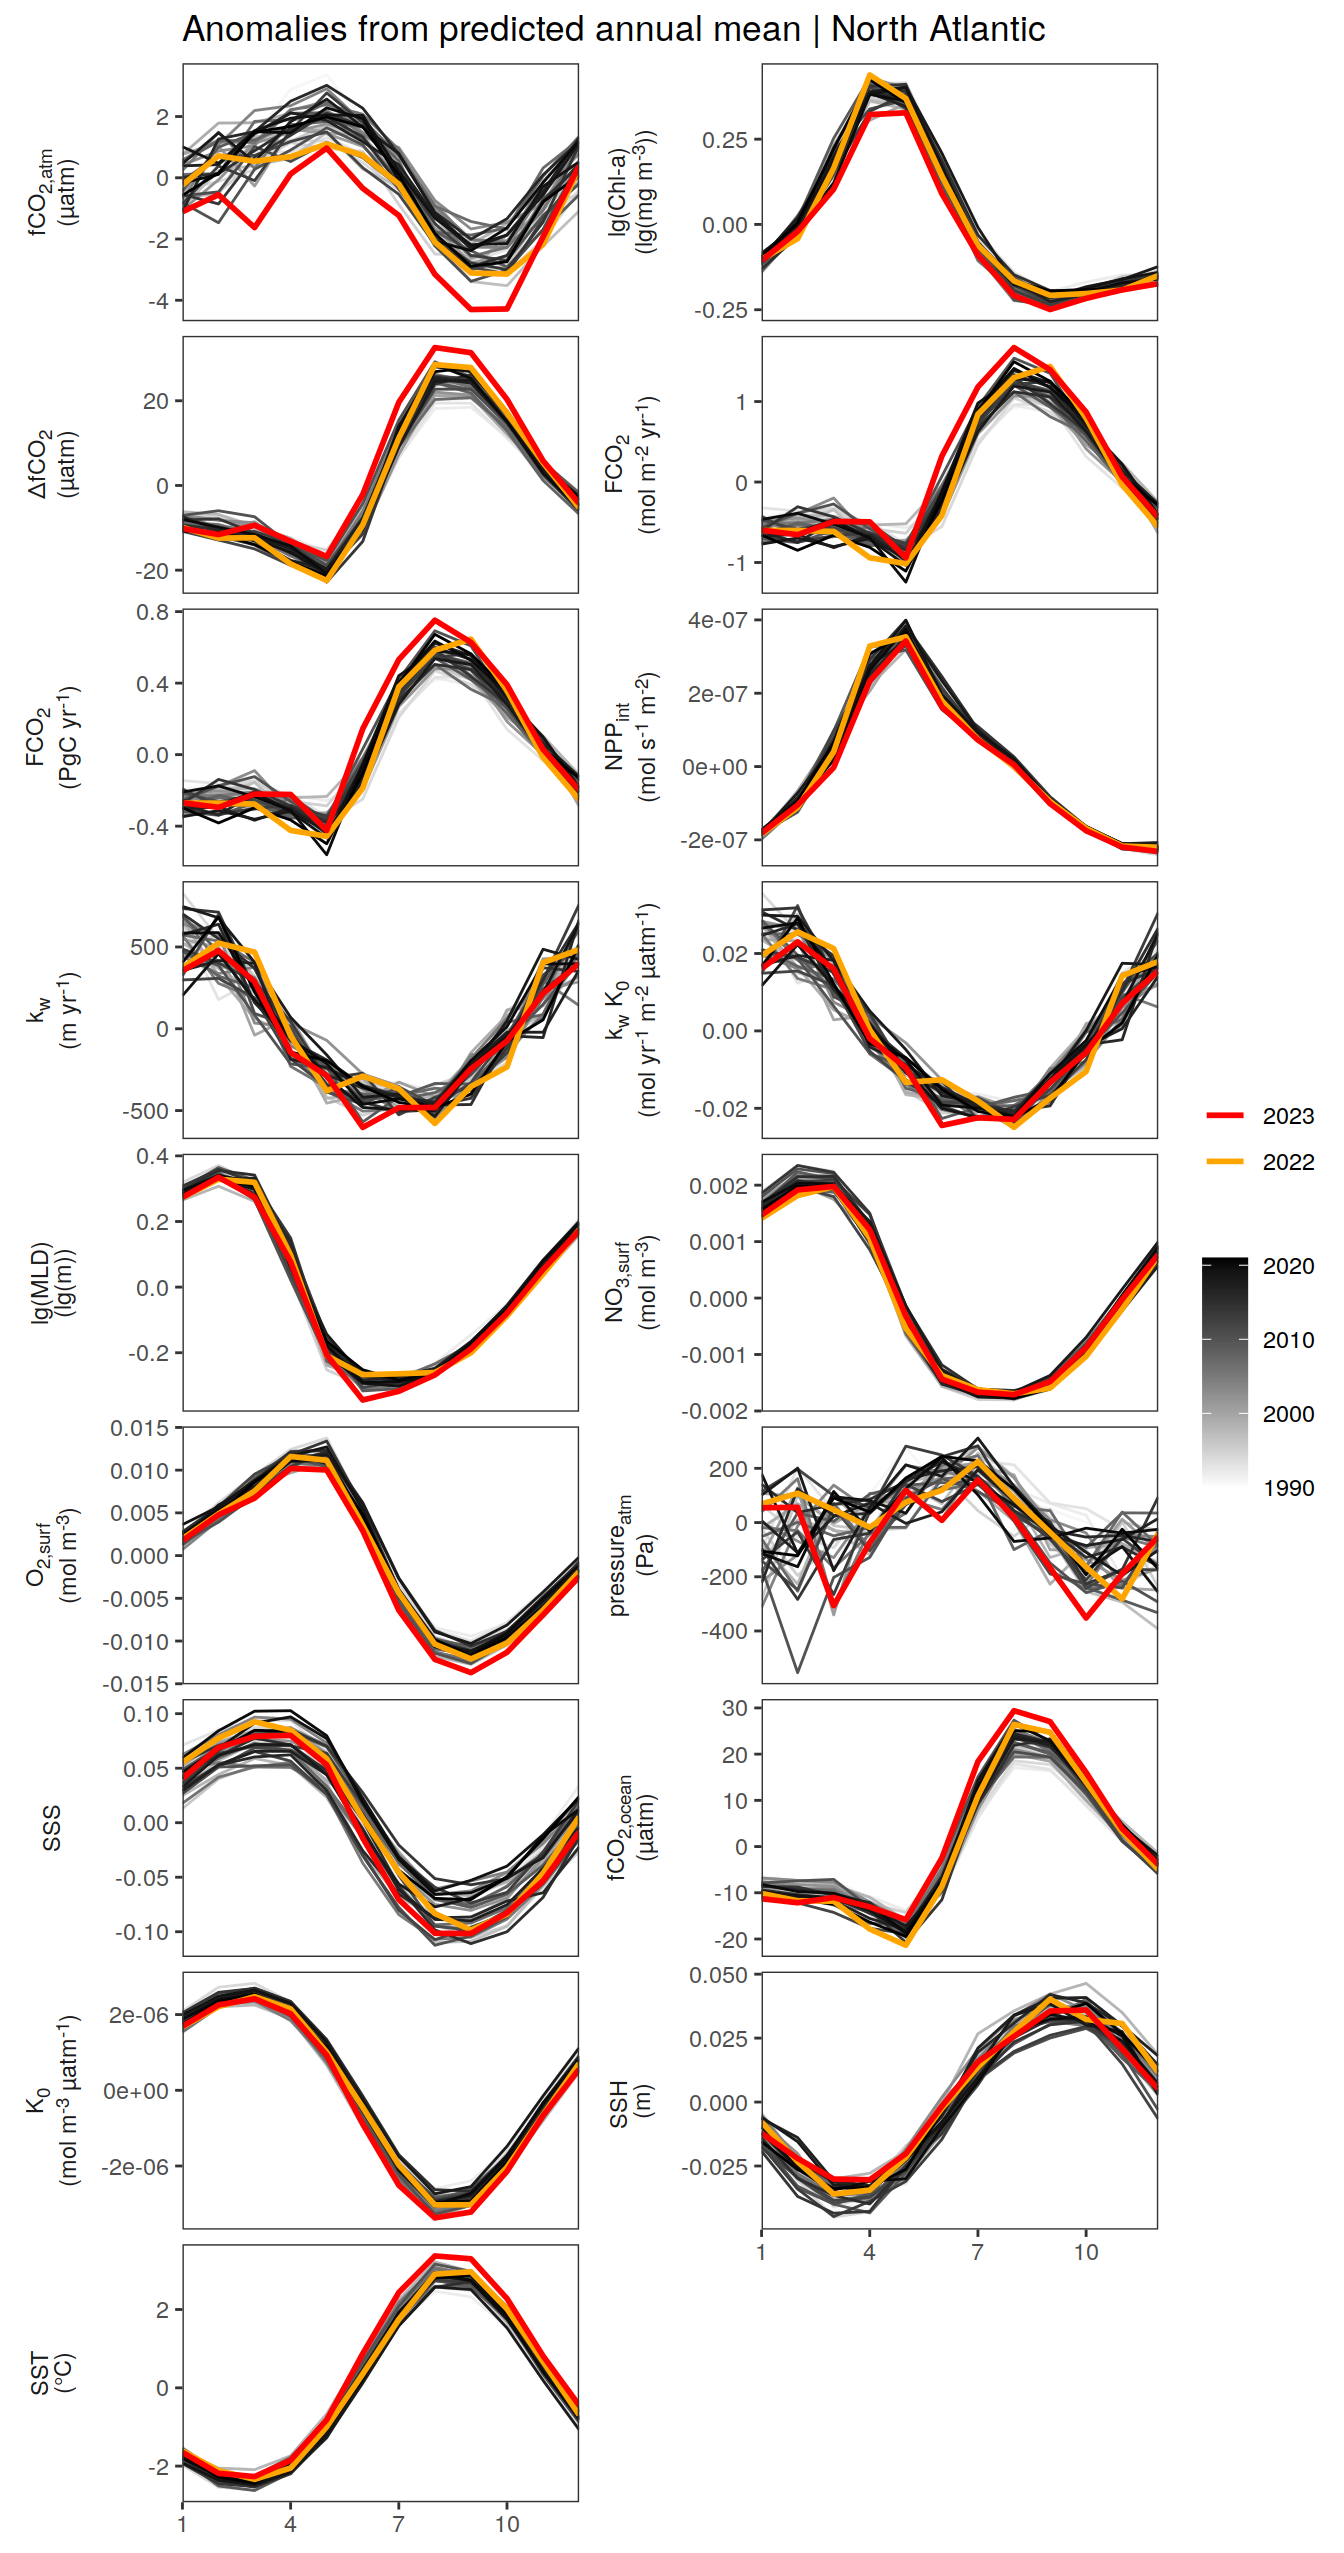 Anomalies from predicted annual mean | North Atlantic
fCO2,atm
(µatm)
2
0
-2
-4
lg(Chl-a)
(lg(mg m-3))
0.25
0.00
-0.25
ΔfCO2
(µatm)
20
0
-20
FCO2
(mol m-2 yr-1)
1
0
-1
FCO2
(PgC yr-1)
0.8
0.4
0.0
-0.4
NPPint
(mol s-1 m-2)
4e-07
2e-07
0e+00
-2e-07
kw
(m yr-1)
500
0
-500
kw K0
(mol yr-1 m-2 µatm-1)
0.02
0.00
-0.02
lg(MLD)
(lg(m))
0.4
0.2
0.0
-0.2
NO3,surf
(mol m-3)
0.002
0.001
0.000
-0.001
-0.002
O2,surf
(mol m-3)
0.015
0.010
0.005
0.000
-0.005
-0.010
-0.015
pressureatm
(Pa)
200
0
-200
-400
SSS
0.10
0.05
0.00
-0.05
-0.10
fCO2,ocean
(µatm)
30
20
10
0
-10
-20
K0
(mol m-3 µatm-1)
2e-06
0e+00
-2e-06
SSH
(m)
0.050
0.025
0.000
-0.025
1 4 7 10
SST
(°C)
2
0
-2
1 4 7 10
2023
2022
2020
2010
2000
1990